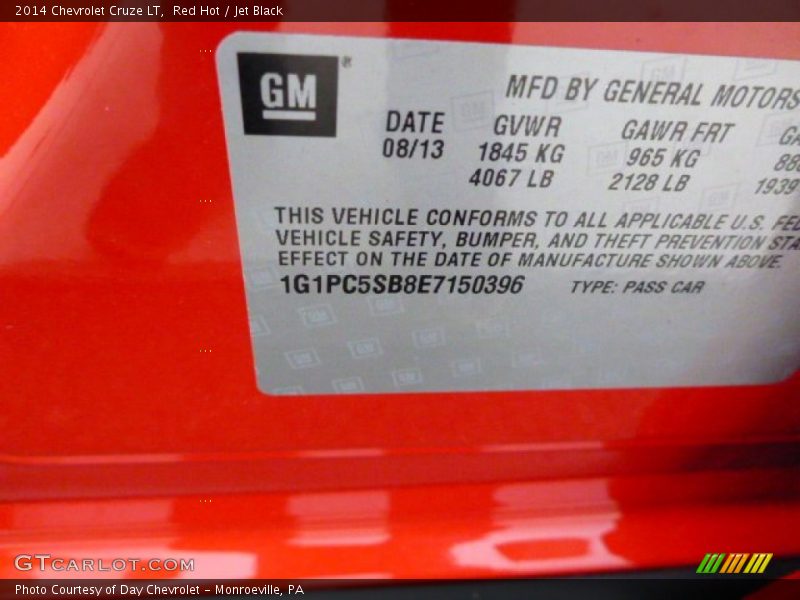 2014 Chevrolet Cruze LT, Red Hot / Jet Black
GM®
MFD BY GENERAL MOTORS
DATE GVWR GAWR FRT
08/13 1845 KG 965 KG
4067 LB 2128 LB 1939
THIS VEHICLE CONFORMS TO ALL APPLICABLE U.S.
VEHICLE SAFETY, BUMPER, AND THEFT PREVENTION
EFFECT ON THE DATE OF MANUFACTURE SHOWN ABOVE.
1G1PC5SB8E7150396 TYPE: PASS CAR
GTCARLOT.COM
Photo Courtesy of Day Chevrolet - Monroeville, PA